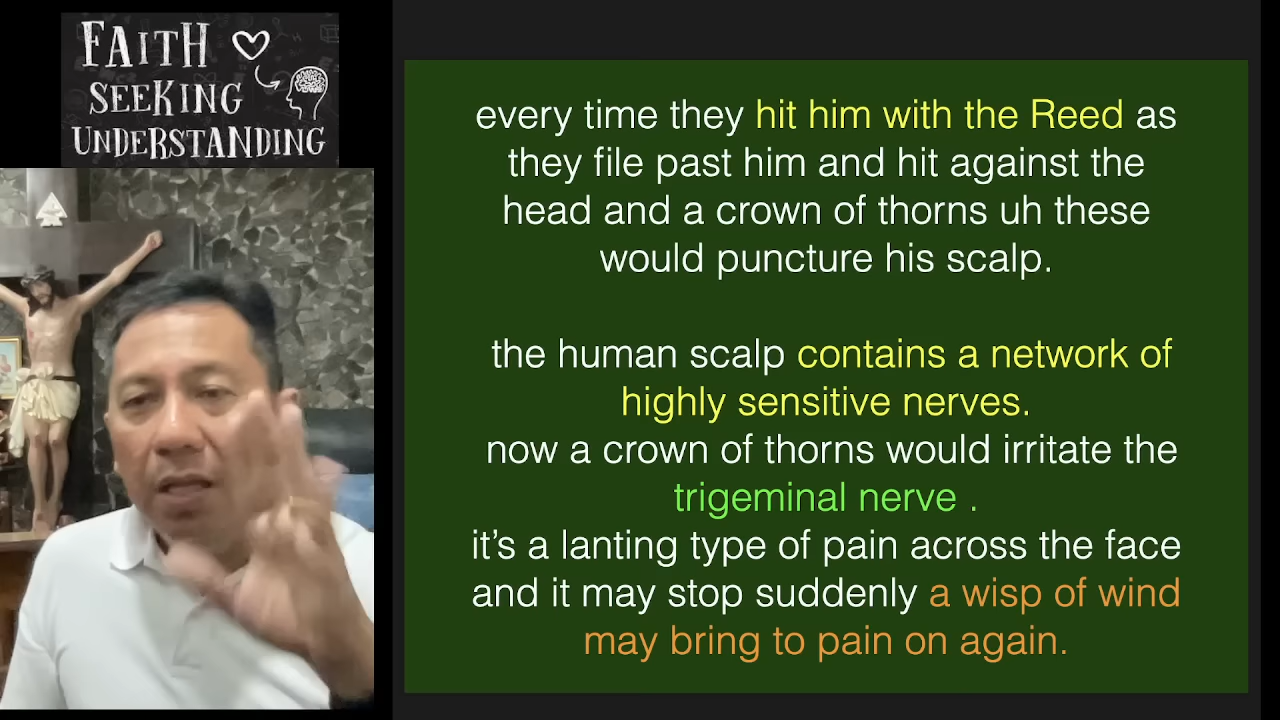 FAITH
SEEKING
UNDERSTANDING
every time they hit him with the Reed as
they file past him and hit against the
head and a crown of thorns uh these
would puncture his scalp.
the human scalp contains a network of
highly sensitive nerves.
now a crown of thorns would irritate the
trigeminal nerve .
it’s a lanting type of pain across the face
and it may stop suddenly a wisp of wind
may bring to pain on again.